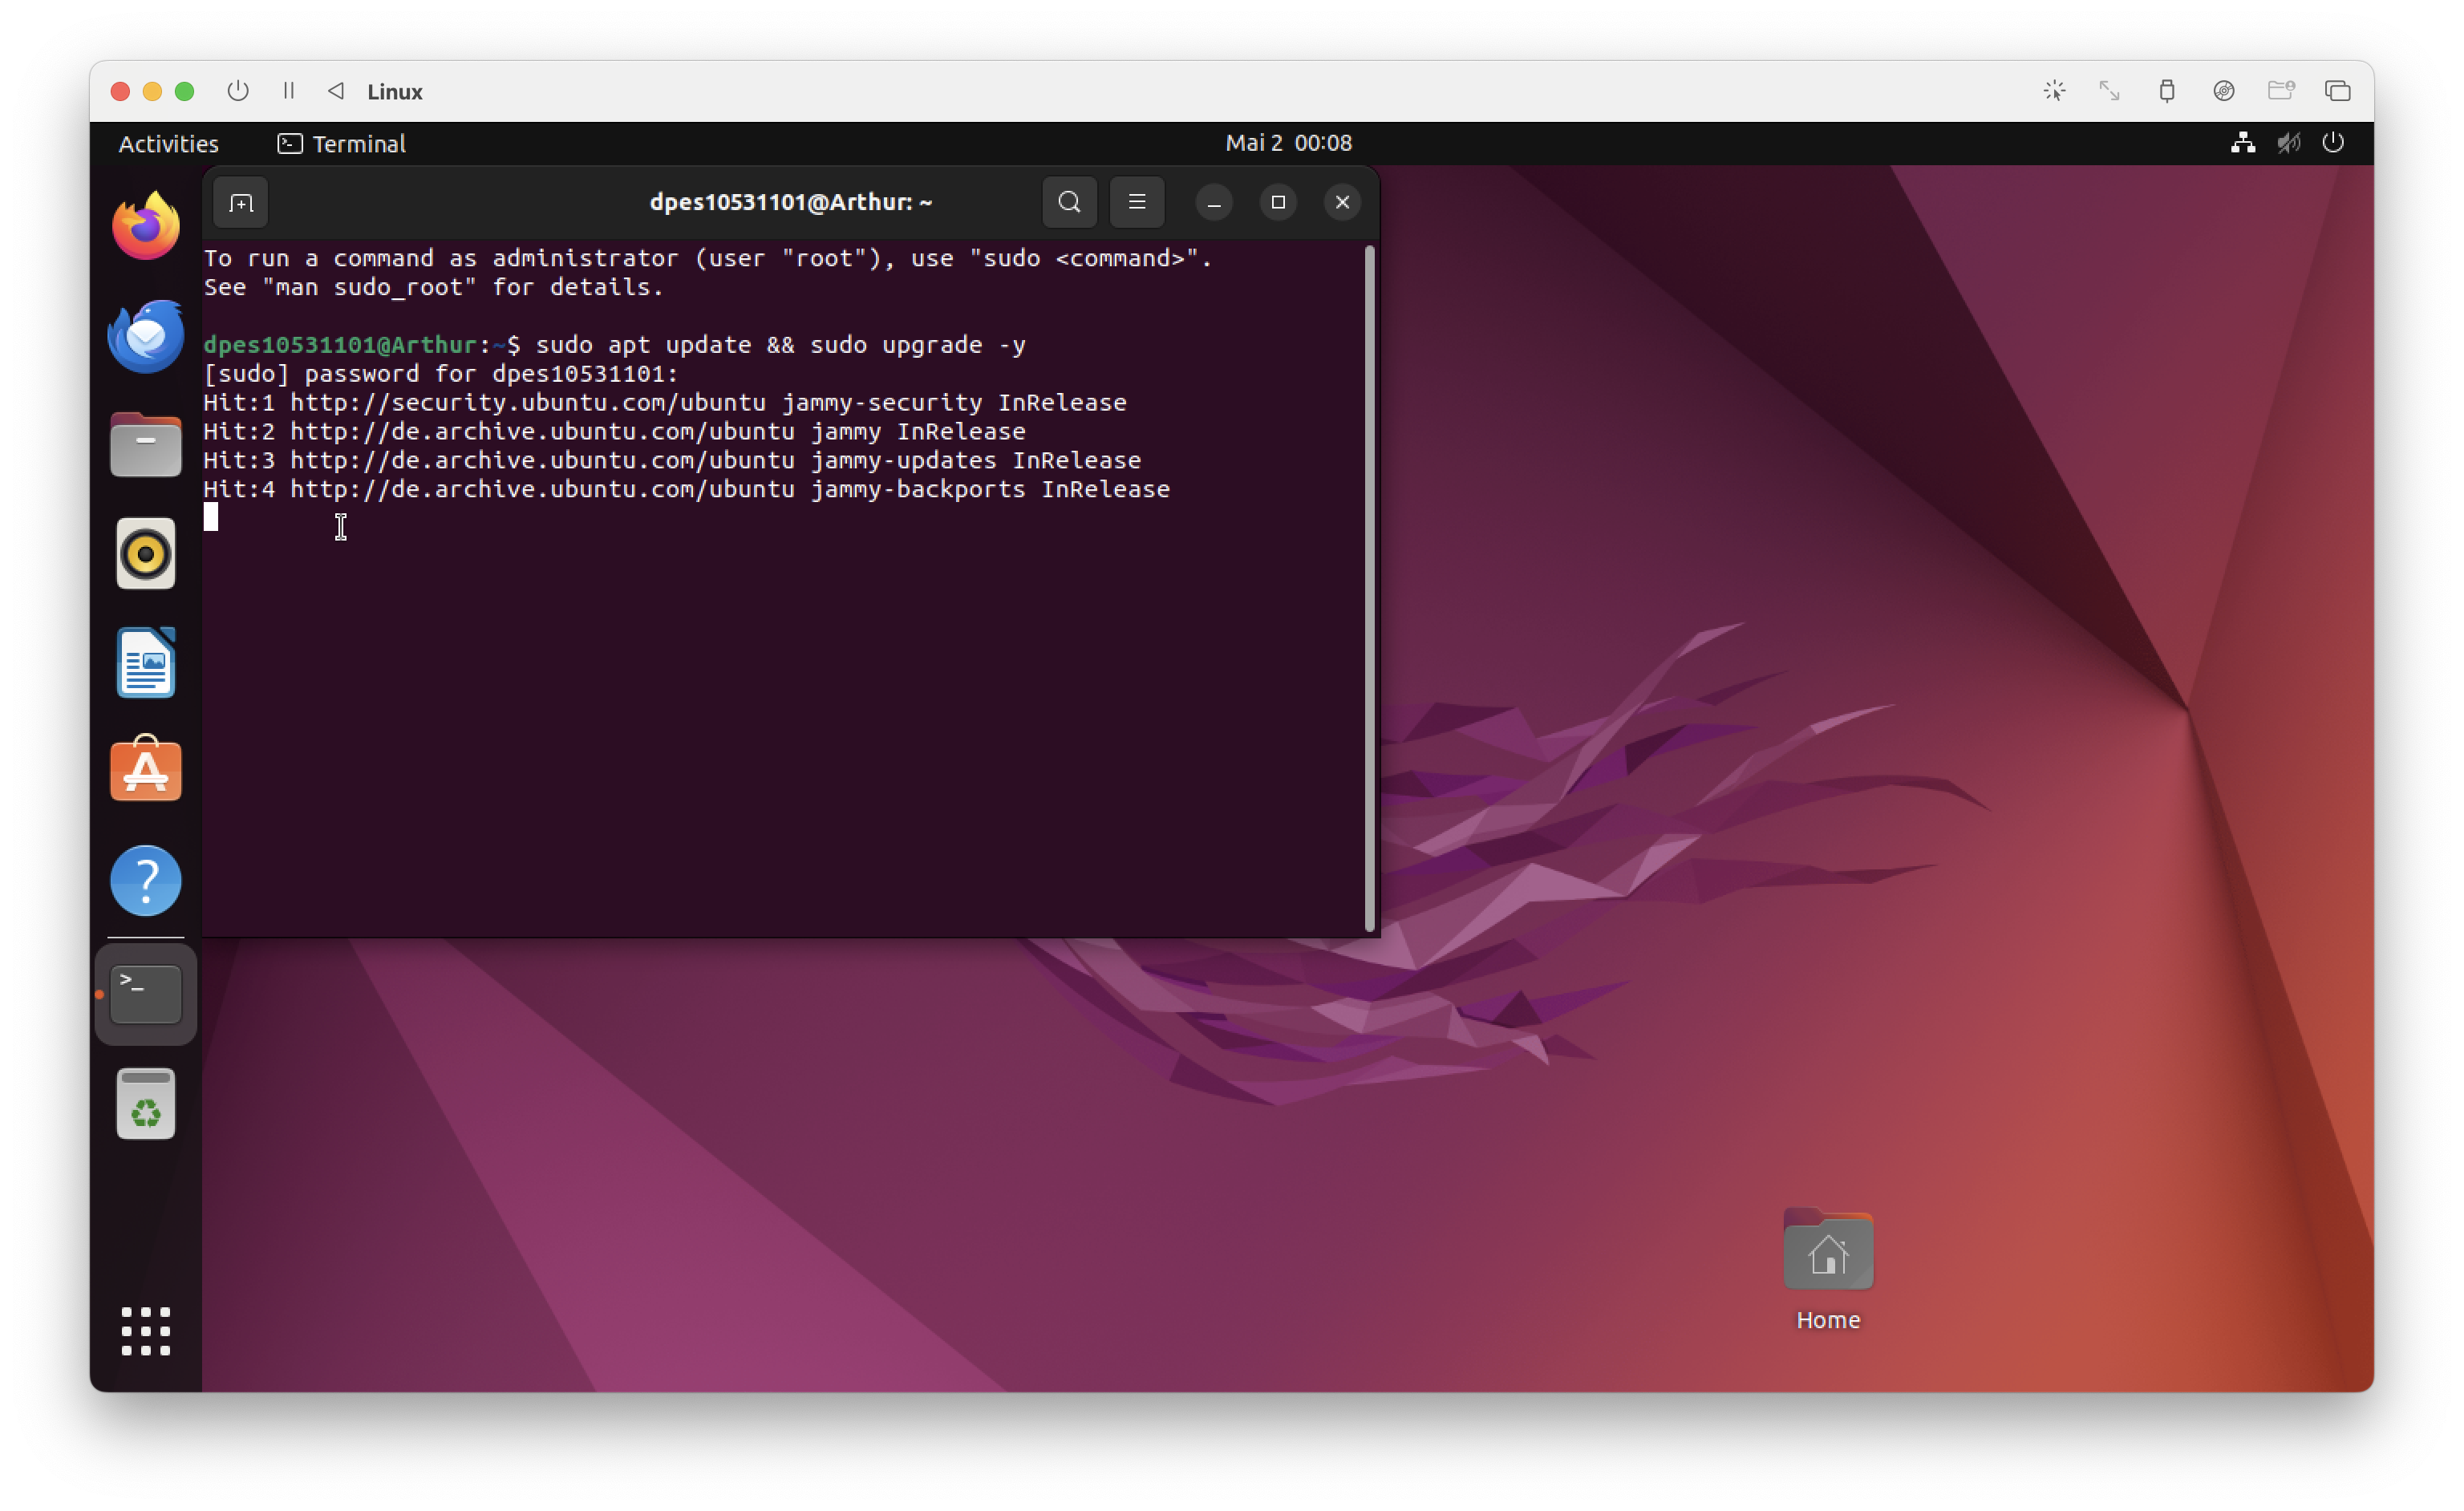 Linux
Activities
Terminal
Mai 2 00:08
dpes10531101@Arthur: ~
To run a command as administrator (user "root"), use "sudo <command>".
See "man sudo_root" for details.
dpes10531101@Arthur:~$ sudo apt update && sudo upgrade -y
[sudo] password for dpes10531101:
Hit:1 http://security.ubuntu.com/ubuntu jammy-security InRelease
Hit:2 http://de.archive.ubuntu.com/ubuntu jammy InRelease
Hit:3 http://de.archive.ubuntu.com/ubuntu jammy-updates InRelease
Hit:4 http://de.archive.ubuntu.com/ubuntu jammy-backports InRelease
Home